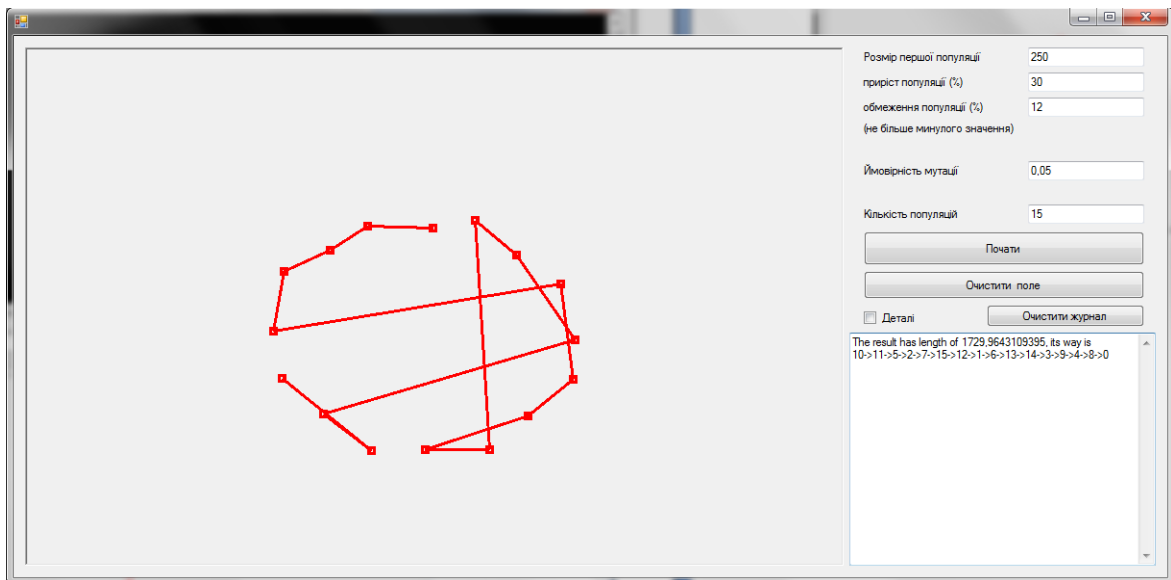 Розмір першої популяції 250
приріст популяції (%) 30
обмеження популяції (%) 12
(не більше минулого значення)
Ймовірність мутації 0,05
Кількість популяцій 15
Почати
Очистити поле
Деталі Очистити журнал
The result has length of 1729,9643109395, its way is
10->11->5->2->7->15->12->1->6->13->14->3->9->4->8->0